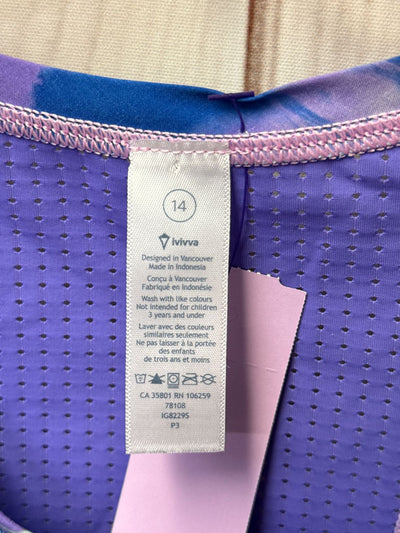 14
ivivva
Designed in Vancouver
Made in Indonesia
Conçu à Vancouver
Fabriqué en Indonésie
Wash with like colours
Not intended for children
3 years and under
Laver avec des couleurs
similaires seulement
Ne pas laisser à la portée
des enfants
de trois ans et moins
CA 35801 RN 106259
78108
IG8229S
P3